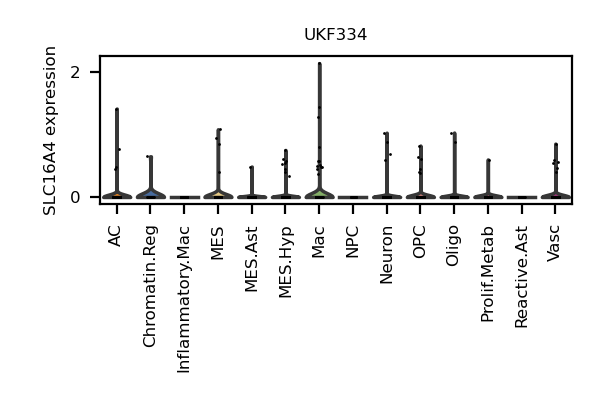 UKF334
SLC16A4 expression
2
0
AC
Chromatin.Reg
Inflammatory.Mac
MES
MES.Ast
MES.Hyp
Mac
NPC
Neuron
OPC
Oligo
Prolif.Metab
Reactive.Ast
Vasc